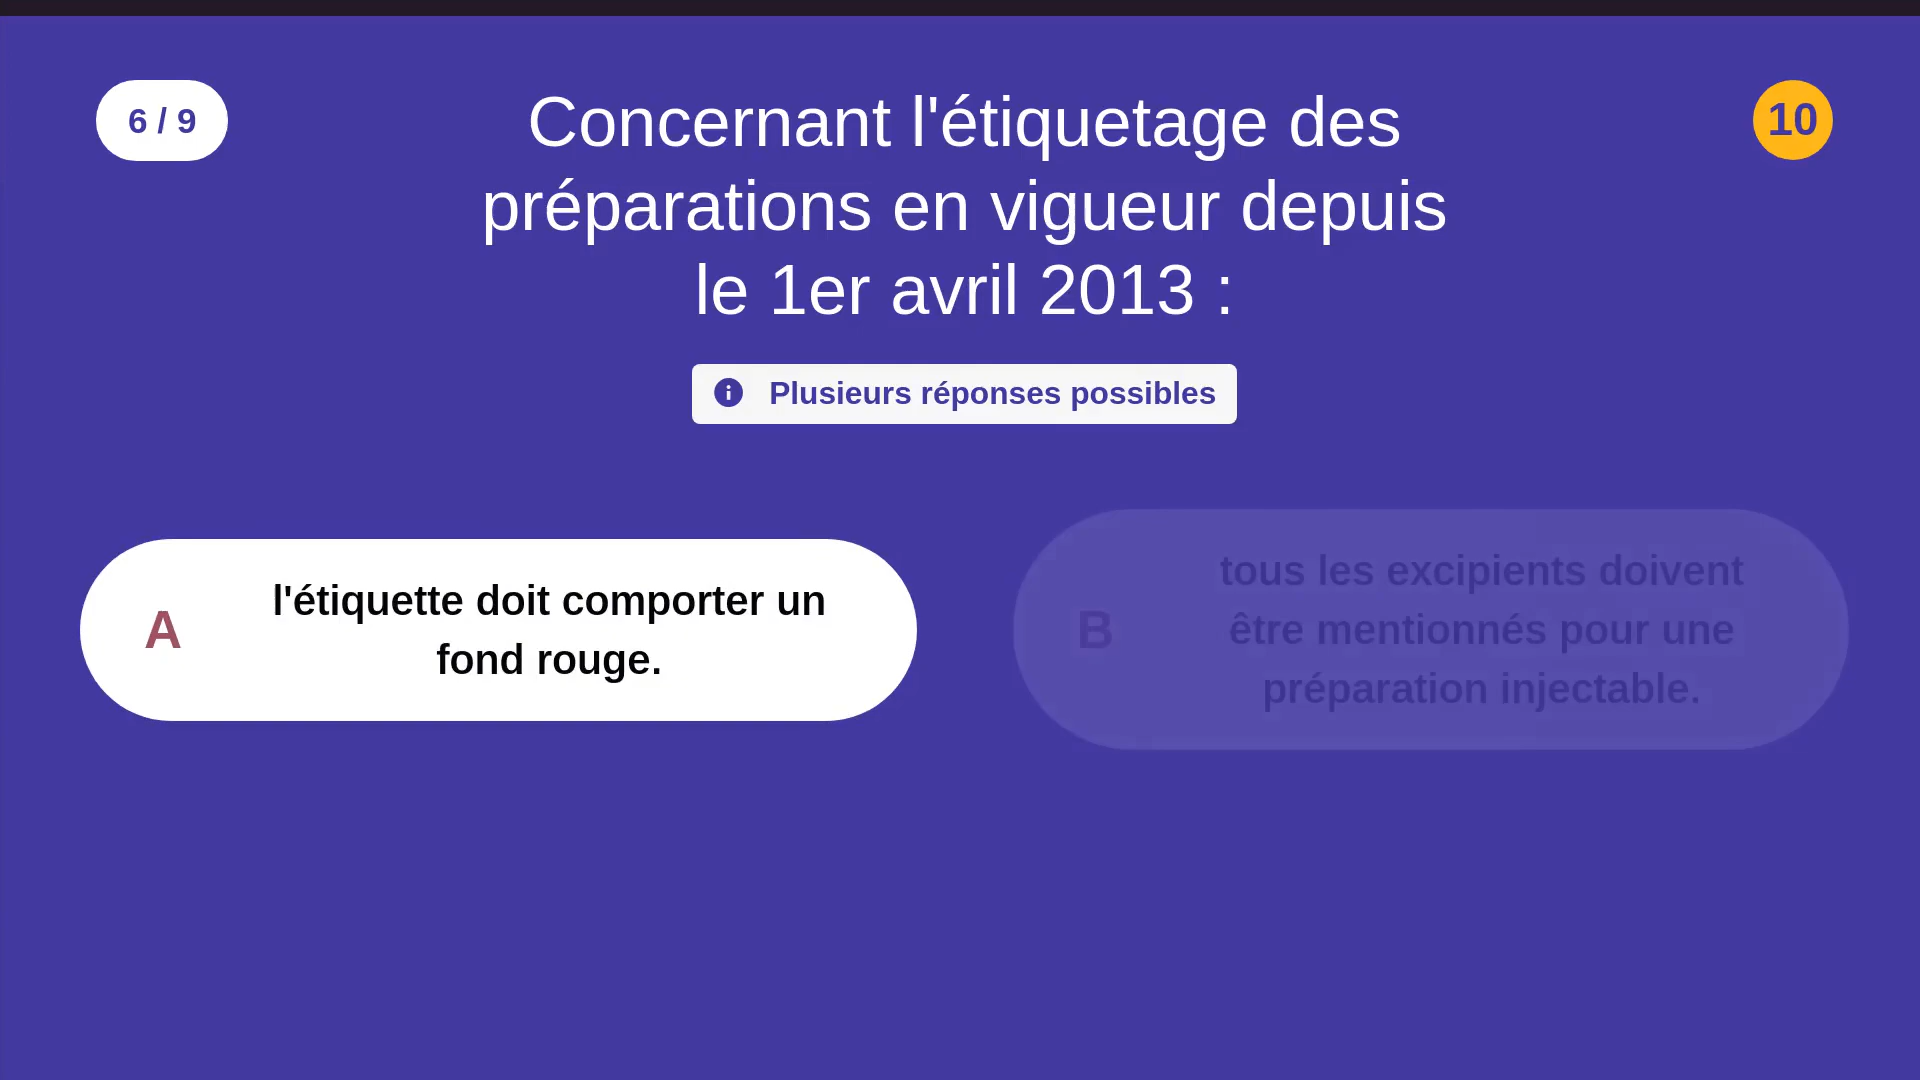 6 / 9
Concernant l'étiquetage des
préparations en vigueur depuis
le 1er avril 2013 :
10
Plusieurs réponses possibles
A
l'étiquette doit comporter un
fond rouge.
B
tous les excipients doivent
être mentionnés pour une
préparation injectable.